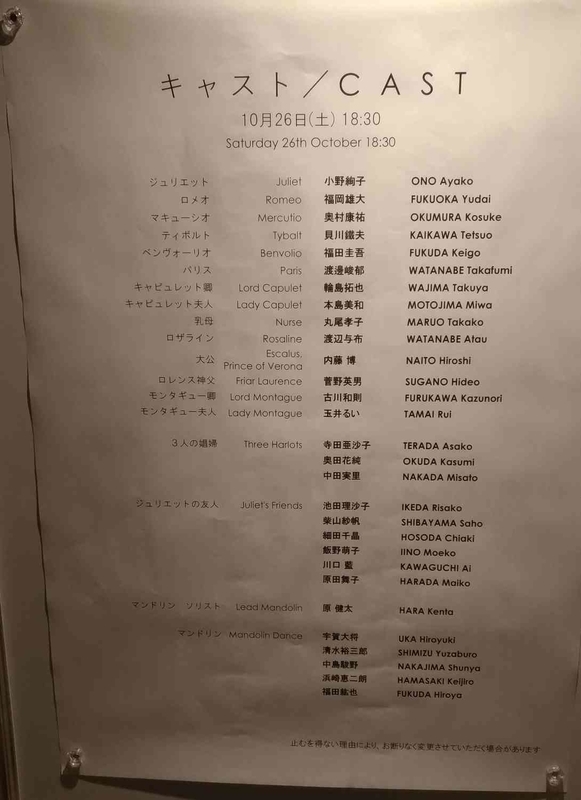 キャスト／CAST
10月26日(土) 18:30
Saturday 26th October 18:30
ジュリエット Juliet 小野絢子 ONO Ayako
ロメオ Romeo 福岡雄大 FUKUOKA Yudai
マキューシオ Mercutio 奥村康祐 OKUMURA Kosuke
ティボルト Tybalt 貝川鐵夫 KAIKAWA Tetsuo
ベンヴォーリオ Benvolio 福田圭吾 FUKUDA Keigo
パリス Paris 渡邊峻郁 WATANABE Takafumi
キャピュレット卿 Lord Capulet 輪島拓也 WAJIMA Takuya
キャピュレット夫人 Lady Capulet 本島美和 MOTOJIMA Miwa
乳母 Nurse 丸尾孝子 MARUO Takako
ロザライン Rosaline 渡辺与布 WATANABE Atau
大公 Escalus, Prince of Verona 内藤 博 NAITO Hiroshi
ロレンス神父 Friar Laurence 菅野英男 SUGANO Hideo
モンタギュー卿 Lord Montague 古川和則 FURUKAWA Kazunori
モンタギュー夫人 Lady Montague 玉井るい TAMAI Rui
３人の娼婦 Three Harlots 寺田亜沙子 TERADA Asako
奥田花純 OKUDA Kasumi
中田実里 NAKADA Misato
ジュリエットの友人 Juliet's Friends 池田理沙子 IKEDA Risako
柴山紗帆 SHIBAYAMA Saho
細田千晶 HOSODA Chiaki
飯野萌子 IINO Moeko
川口 藍 KAWAGUCHI Ai
原田舞子 HARADA Maiko
マンドリン ソリスト Lead Mandolin 原 健太 HARA Kenta
マンドリン Mandolin Dance 宇賀大将 UKA Hiroyuki
清水裕三郎 SHIMIZU Yuzaburo
中島駿野 NAKAJIMA Shunya
浜崎恵二朗 HAMASAKI Keijiro
福田紘也 FUKUDA Hiroya
止むを得ない理由により、お断りなく変更させていただく場合があります